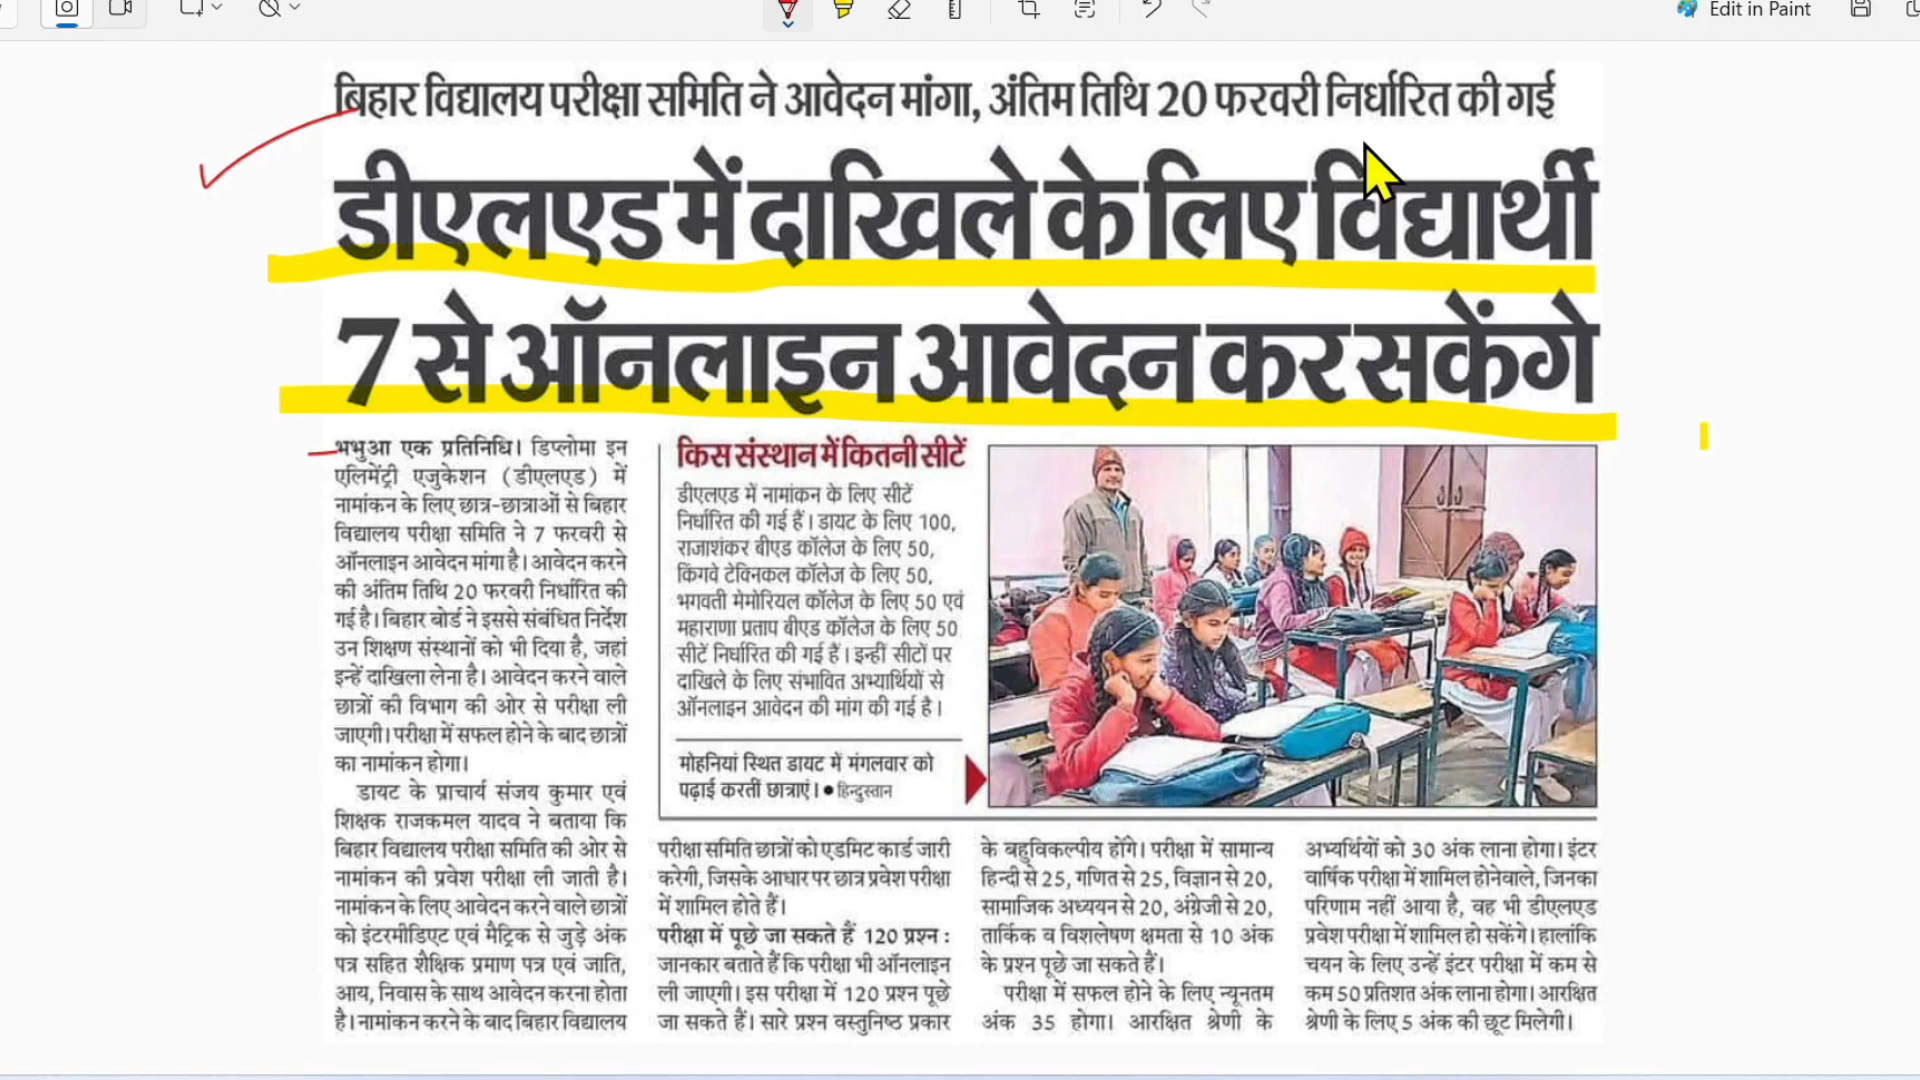 Edit in Paint
बिहार विद्यालय परीक्षा समिति ने आवेदन मांगा, अंतिम तिथि 20 फरवरी निर्धारित की गई
डीएलएड में दाखिले के लिए विद्यार्थी
7 से ऑनलाइन आवेदन कर सकेंगे
भभुआ एक प्रतिनिधि। डिप्लोमा इन
एलिमेंट्री एजुकेशन (डीएलएड) में
नामांकन के लिए छात्र-छात्राओं से बिहार
विद्यालय परीक्षा समिति ने 7 फरवरी से
ऑनलाइन आवेदन मांगा है। आवेदन करने
की अंतिम तिथि 20 फरवरी निर्धारित की
गई है। बिहार बोर्ड ने इससे संबंधित निर्देश
उन शिक्षण संस्थानों को भी दिया है, जहां
इन्हें दाखिला लेना है। आवेदन करने वाले
छात्रों की विभाग की ओर से परीक्षा ली
जाएगी। परीक्षा में सफल होने के बाद छात्रों
का नामांकन होगा।
डायट के प्राचार्य संजय कुमार एवं
शिक्षक राजकमल यादव ने बताया कि
बिहार विद्यालय परीक्षा समिति की ओर से
नामांकन की प्रवेश परीक्षा ली जाती है।
नामांकन के लिए आवेदन करने वाले छात्रों
को इंटरमीडिएट एवं मैट्रिक से जुड़े अंक
पत्र सहित शैक्षिक प्रमाण पत्र एवं जाति,
आय, निवास के साथ आवेदन करना होता
है। नामांकन करने के बाद बिहार विद्यालय
किस संस्थान में कितनी सीटें
डीएलएड में नामांकन के लिए सीटें
निर्धारित की गई हैं। डायट के लिए 100,
राजाशंकर बीएड कॉलेज के लिए 50,
किंगवे टेक्निकल कॉलेज के लिए 50,
भगवती मेमोरियल कॉलेज के लिए 50 एवं
महाराणा प्रताप बीएड कॉलेज के लिए 50
सीटें निर्धारित की गई हैं। इन्हीं सीटों पर
दाखिले के लिए संभावित अभ्यार्थियों से
ऑनलाइन आवेदन की मांग की गई है।
मोहनियां स्थित डायट में मंगलवार को
पढ़ाई करतीं छात्राएं। ● हिन्दुस्तान
परीक्षा समिति छात्रों को एडमिट कार्ड जारी
करेगी, जिसके आधार पर छात्र प्रवेश परीक्षा
में शामिल होते हैं।
परीक्षा में पूछे जा सकते हैं 120 प्रश्न :
जानकार बताते हैं कि परीक्षा भी ऑनलाइन
ली जाएगी। इस परीक्षा में 120 प्रश्न पूछे
जा सकते हैं। सारे प्रश्न वस्तुनिष्ठ प्रकार
के बहुविकल्पीय होंगे। परीक्षा में सामान्य
हिन्दी से 25, गणित से 25, विज्ञान से 20,
सामाजिक अध्ययन से 20, अंग्रेजी से 20,
तार्किक व विश्लेषण क्षमता से 10 अंक
के प्रश्न पूछे जा सकते हैं।
परीक्षा में सफल होने के लिए न्यूनतम
अंक 35 होगा। आरक्षित श्रेणी के
अभ्यर्थियों को 30 अंक लाना होगा। इंटर
वार्षिक परीक्षा में शामिल होनेवाले, जिनका
परिणाम नहीं आया है, वह भी डीएलएड
प्रवेश परीक्षा में शामिल हो सकेंगे। हालांकि
चयन के लिए उन्हें इंटर परीक्षा में कम से
कम 50 प्रतिशत अंक लाना होगा। आरक्षित
श्रेणी के लिए 5 अंक की छूट मिलेगी।